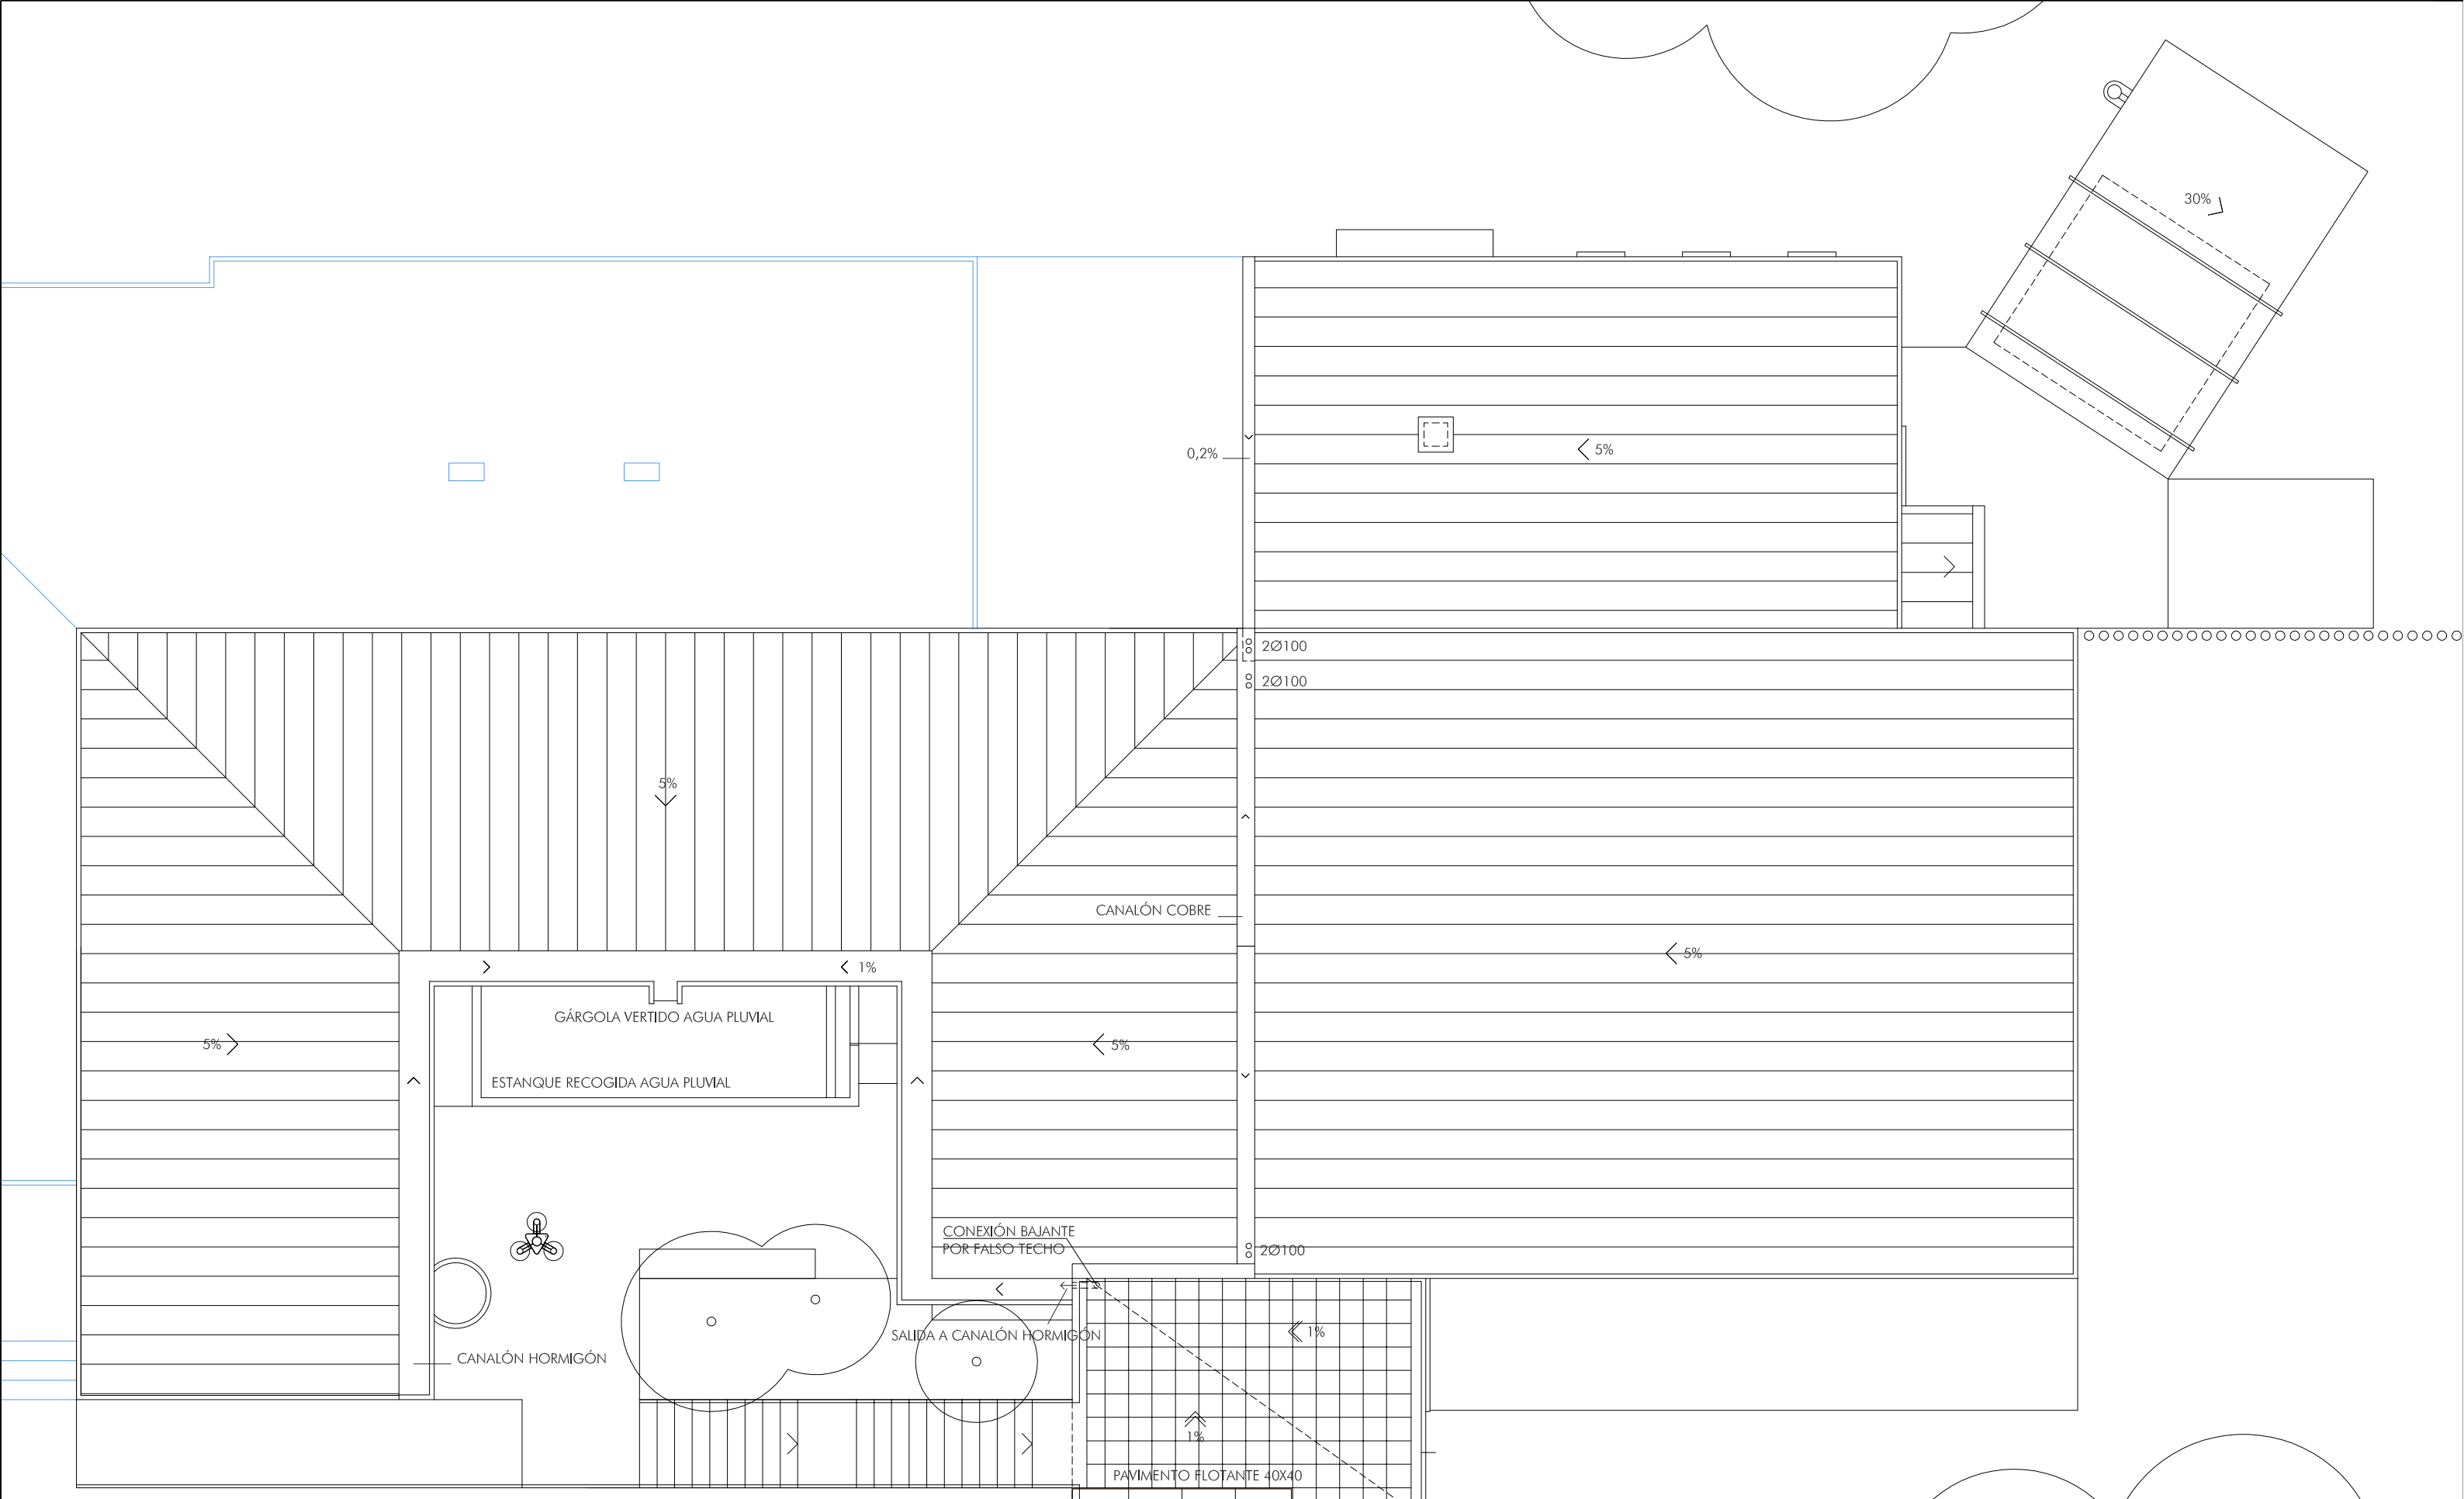 30%
5%
0,2%
2Ø100
2Ø100
5%
CANALÓN COBRE
5%
1%
GÁRGOLA VERTIDO AGUA PLUVIAL
5%
5%
ESTANQUE RECOGIDA AGUA PLUVIAL
CONEXIÓN BAJANTE
POR FALSO TECHO
2Ø100
SALIDA A CANALÓN HORMIGÓN
1%
CANALÓN HORMIGÓN
1%
PAVIMENTO FLOTANTE 40X40